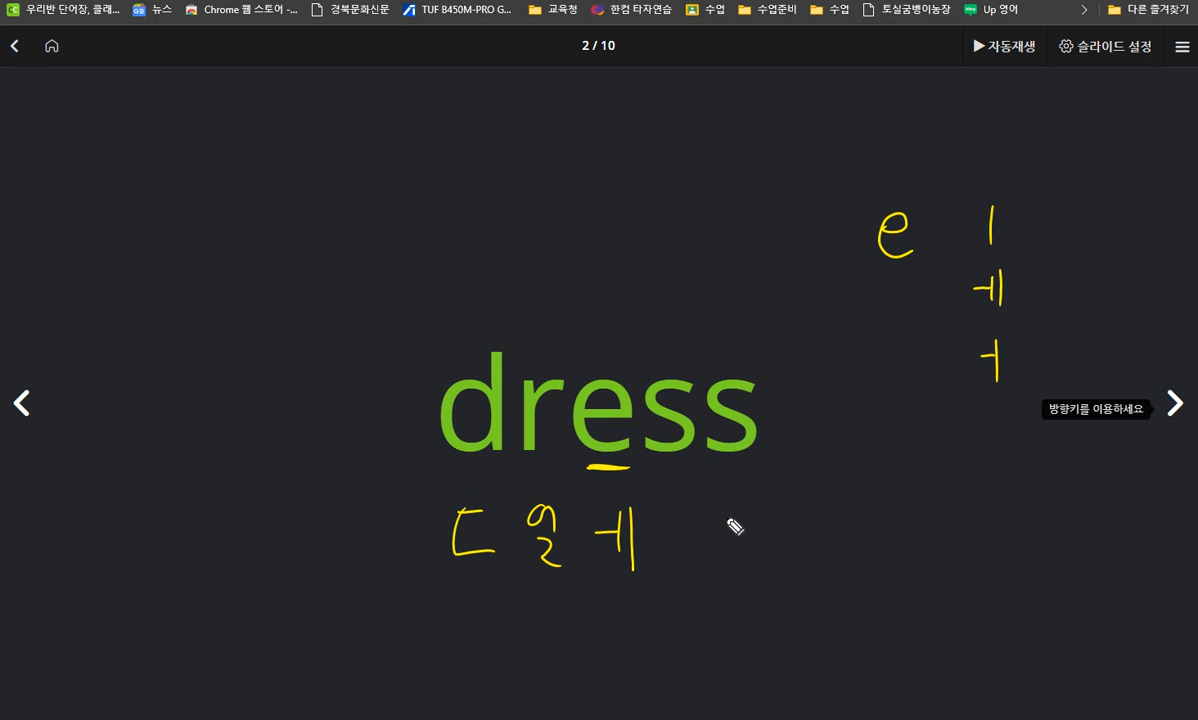 우리반 단어장, 클래... 뉴스 Chrome 웹 스토어 -... 경북문화신문 TUF B450M-PRO G... 교육청 한컴 타자연습 수업 수업준비 수업 토실굼벵이농장 Up 영어 다른 즐겨찾기
2 / 10 자동재생 슬라이드 설정
e ㅣ
ㅔ
ㅓ
dress
방향키를 이용하세요
ㄷ ㅔ